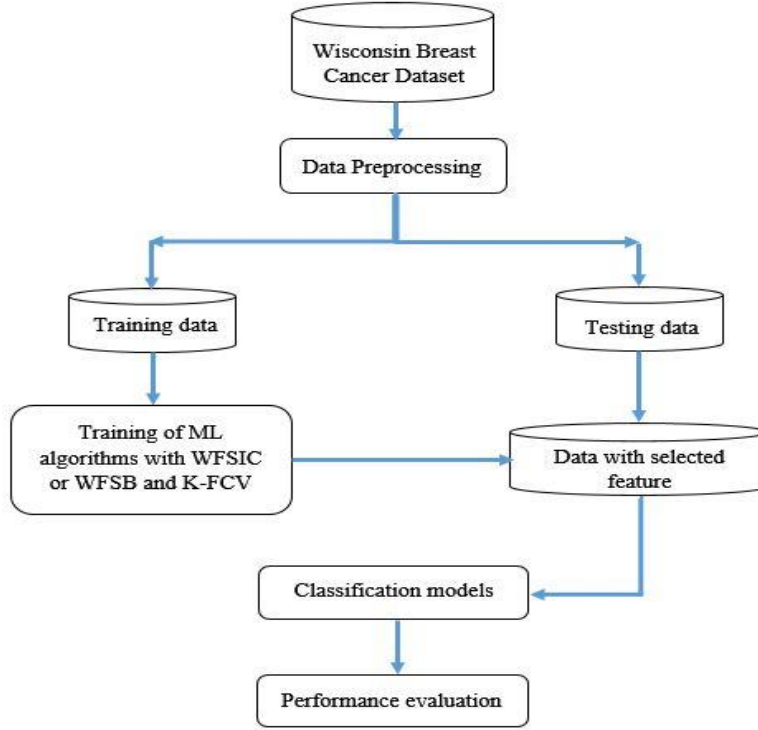 Wisconsin Breast
Cancer Dataset
Data Preprocessing
Training data
Testing data
Training of ML
algorithms with WFSIC
or WFSB and K-FCV
Data with selected
feature
Classification models
Performance evaluation